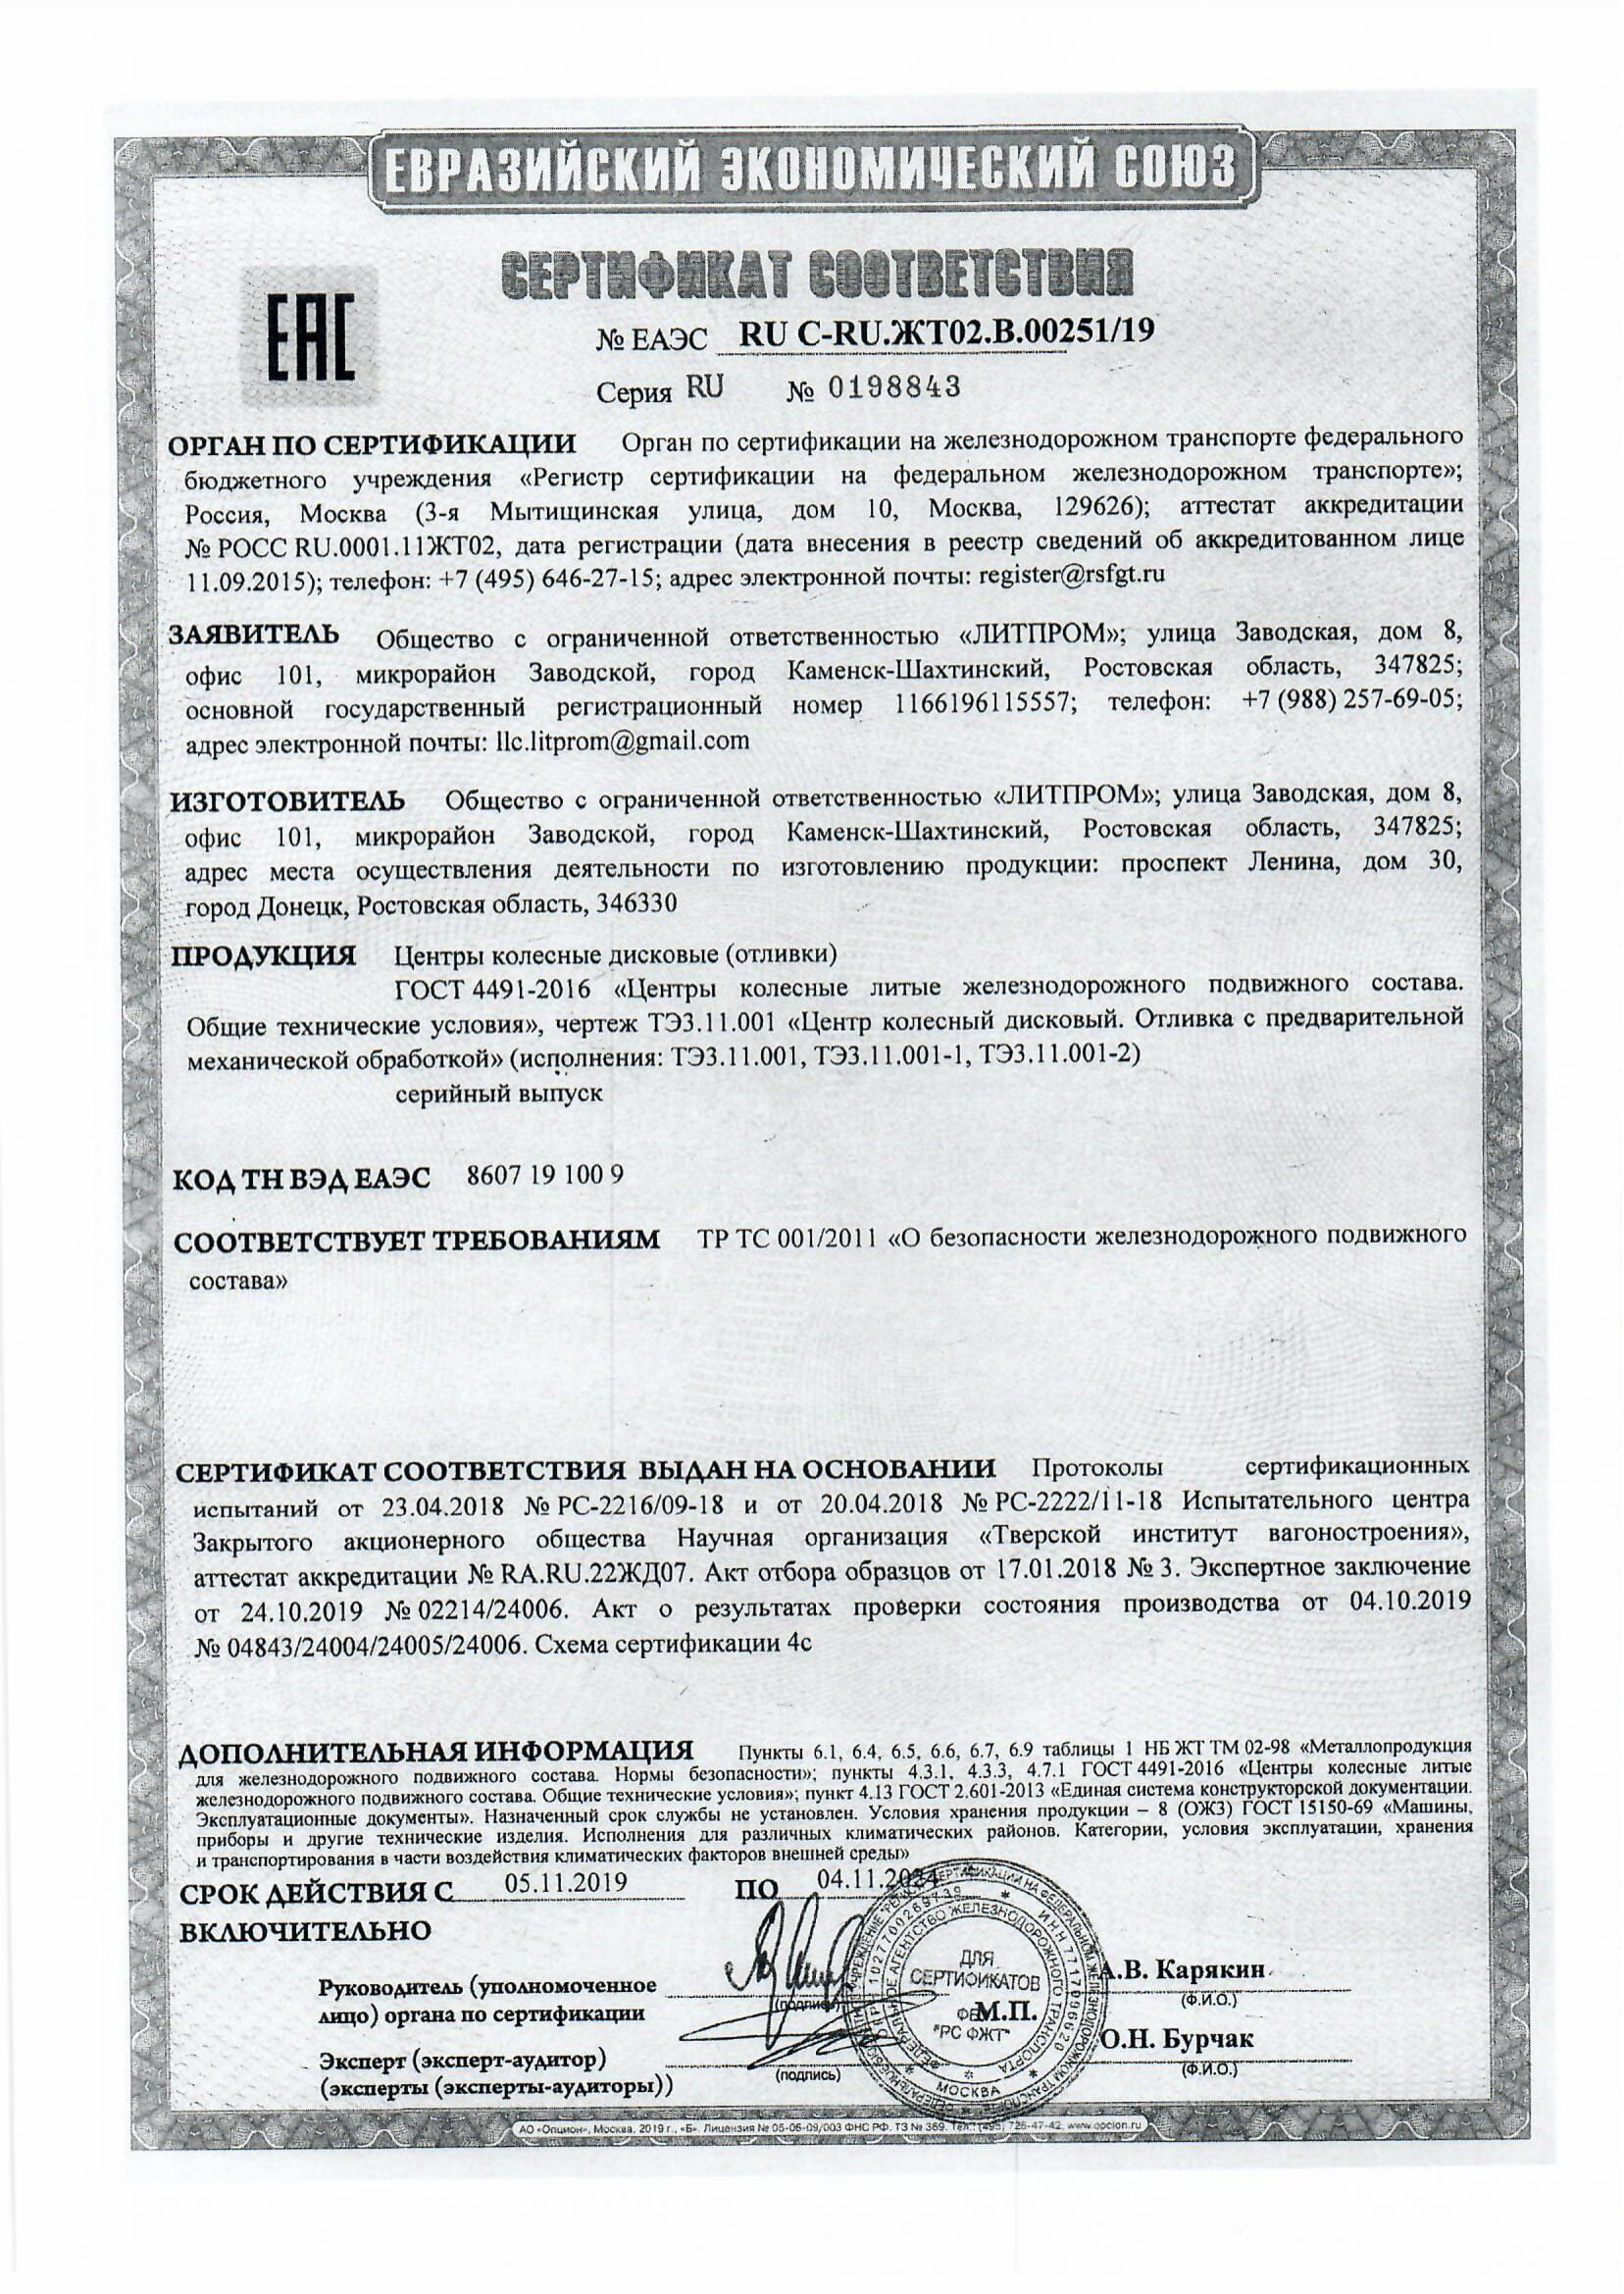 ЕВРАЗИЙСКИЙ ЭКОНОМИЧЕСКИЙ СОЮЗ
СЕРТИФИКАТ СООТВЕТСТВИЯ
ЕАС
№ ЕАЭС RU С-RU.ЖТ02.В.00251/19
Серия RU № 0198843
ОРГАН ПО СЕРТИФИКАЦИИ Орган по сертификации на железнодорожном транспорте федерального
бюджетного учреждения «Регистр сертификации на федеральном железнодорожном транспорте»;
Россия, Москва (3-я Мытищинская улица, дом 10, Москва, 129626); аттестат аккредитации
№ РОСС RU.0001.11ЖТ02, дата регистрации (дата внесения в реестр сведений об аккредитованном лице
11.09.2015); телефон: +7 (495) 646-27-15; адрес электронной почты: register@rsfgt.ru
ЗАЯВИТЕЛЬ Общество с ограниченной ответственностью «ЛИТПРОМ»; улица Заводская, дом 8,
офис 101, микрорайон Заводской, город Каменск-Шахтинский, Ростовская область, 347825;
основной государственный регистрационный номер 1166196115557; телефон: +7 (988) 257-69-05;
адрес электронной почты: llc.litprom@gmail.com
ИЗГОТОВИТЕЛЬ Общество с ограниченной ответственностью «ЛИТПРОМ»; улица Заводская, дом 8,
офис 101, микрорайон Заводской, город Каменск-Шахтинский, Ростовская область, 347825;
адрес места осуществления деятельности по изготовлению продукции: проспект Ленина, дом 30,
город Донецк, Ростовская область, 346330
ПРОДУКЦИЯ Центры колесные дисковые (отливки)
ГОСТ 4491-2016 «Центры колесные литые железнодорожного подвижного состава.
Общие технические условия», чертеж ТЭ3.11.001 «Центр колесный дисковый. Отливка с предварительной
механической обработкой» (исполнения: ТЭ3.11.001, ТЭ3.11.001-1, ТЭ3.11.001-2)
серийный выпуск
КОД ТН ВЭД ЕАЭС 8607 19 100 9
СООТВЕТСТВУЕТ ТРЕБОВАНИЯМ ТР ТС 001/2011 «О безопасности железнодорожного подвижного
состава»
СЕРТИФИКАТ СООТВЕТСТВИЯ ВЫДАН НА ОСНОВАНИИ Протоколы сертификационных
испытаний от 23.04.2018 № РС-2216/09-18 и от 20.04.2018 № РС-2222/11-18 Испытательного центра
Закрытого акционерного общества Научная организация «Тверской институт вагоностроения»,
аттестат аккредитации № RA.RU.22ЖД07. Акт отбора образцов от 17.01.2018 № 3. Экспертное заключение
от 24.10.2019 № 02214/24006. Акт о результатах проверки состояния производства от 04.10.2019
№ 04843/24004/24005/24006. Схема сертификации 4с
ДОПОЛНИТЕЛЬНАЯ ИНФОРМАЦИЯ Пункты 6.1, 6.4, 6.5, 6.6, 6.7, 6.9 таблицы 1 НБ ЖТ ТМ 02-98 «Металлопродукция
для железнодорожного подвижного состава. Нормы безопасности»; пункты 4.3.1, 4.3.3, 4.7.1 ГОСТ 4491-2016 «Центры колесные литые
железнодорожного подвижного состава. Общие технические условия»; пункт 4.13 ГОСТ 2.601-2013 «Единая система конструкторской документации.
Эксплуатационные документы». Назначенный срок службы не установлен. Условия хранения продукции – 8 (ОЖ3) ГОСТ 15150-69 «Машины,
приборы и другие технические изделия. Исполнения для различных климатических районов. Категории, условия эксплуатации, хранения
и транспортирования в части воздействия климатических факторов внешней среды»
СРОК ДЕЙСТВИЯ С 05.11.2019 ПО 04.11.2024
ВКЛЮЧИТЕЛЬНО
Руководитель (уполномоченное
лицо) органа по сертификации
(подпись)
А.В. Карякин
(Ф.И.О.)
ДЛЯ
СЕРТИФИКАТОВ
М.П.
"РС ФЖТ"
МОСКВА
Эксперт (эксперт-аудитор)
(эксперты (эксперты-аудиторы))
(подпись)
О.Н. Бурчак
(Ф.И.О.)
АО «Опцион», Москва, 2019 г., «Б». Лицензия № 05-05-09/003 ФНС РФ. ТЗ № 369. Тел.: (495) 726-47-42, www.opcion.ru